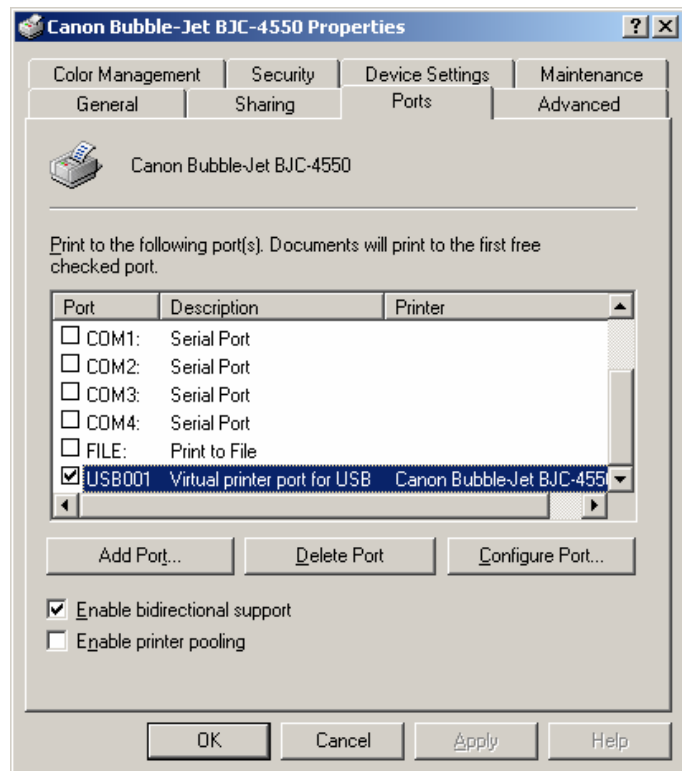 Canon Bubble-Jet BJC-4550 Properties
Color Management Security Device Settings Maintenance
General Sharing Ports Advanced
Canon Bubble-Jet BJC-4550
Print to the following port(s). Documents will print to the first free
checked port.
Port Description Printer
COM1: Serial Port
COM2: Serial Port
COM3: Serial Port
COM4: Serial Port
FILE: Print to File
USB001 Virtual printer port for USB Canon Bubble-Jet BJC-455
Add Port... Delete Port Configure Port...
Enable bidirectional support
Enable printer pooling
OK Cancel Apply Help